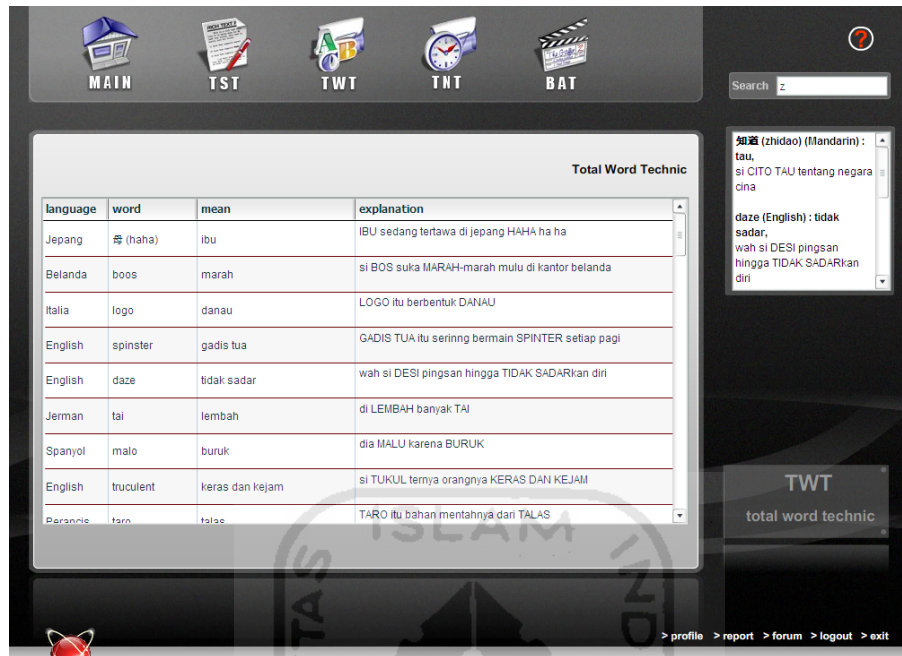 MAIN TST TWT TNT BAT
Search z
Total Word Technic
language word mean explanation
Jepang 母 (haha) ibu IBU sedang tertawa di jepang HAHA ha ha
Belanda boos marah si BOS suka MARAH-marah mulu di kantor belanda
Italia logo danau LOGO itu berbentuk DANAU
English spinster gadis tua GADIS TUA itu serinng bermain SPINTER setiap pagi
English daze tidak sadar wah si DESI pingsan hingga TIDAK SADARkan diri
Jerman tai lembah di LEMBAH banyak TAI
Spanyol malo buruk dia MALU karena BURUK
English truculent keras dan kejam si TUKUL ternya orangnya KERAS DAN KEJAM
Perancis taro talas TARO itu bahan mentahnya dari TALAS
知道 (zhidao) (Mandarin) :
tau,
si CITO TAU tentang negara
cina
daze (English) : tidak
sadar,
wah si DESI pingsan
hingga TIDAK SADARkan
diri
TWT
total word technic
ISLAM
> profile > report > forum > logout > exit